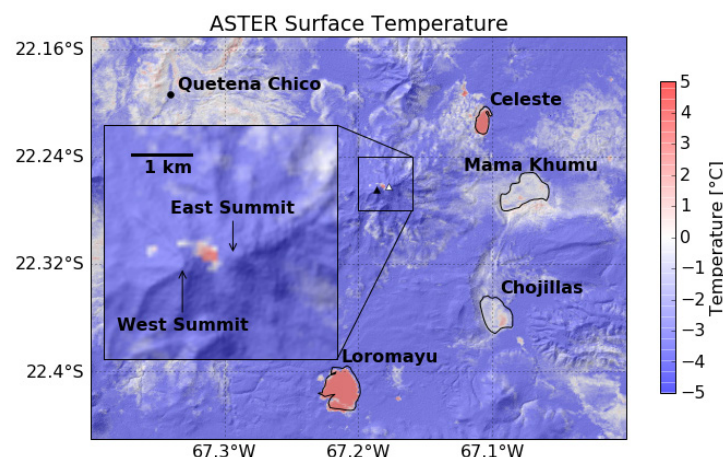 ASTER Surface Temperature
22.16°S
22.24°S
22.32°S
22.4°S
67.3°W
67.2°W
67.1°W
Quetena Chico
Celeste
Mama Khumu
Chojillas
Loromayu
1 km
East Summit
West Summit
5
4
3
2
1
0
−1
−2
−3
−4
−5
Temperature [°C]